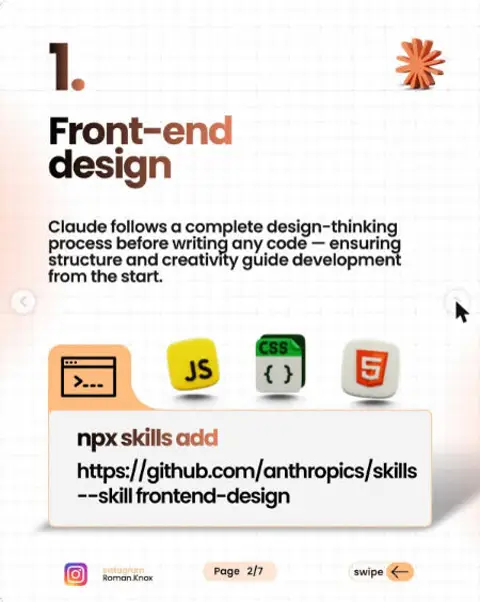 1.
Front-end
design
Claude follows a complete design-thinking
process before writing any code — ensuring
structure and creativity guide development
from the start.
>_---
JS
CSS
{ }
5
npx skills add
https://github.com/anthropics/skills
--skill frontend-design
instagram
Roman.Knox
Page 2/7
swipe